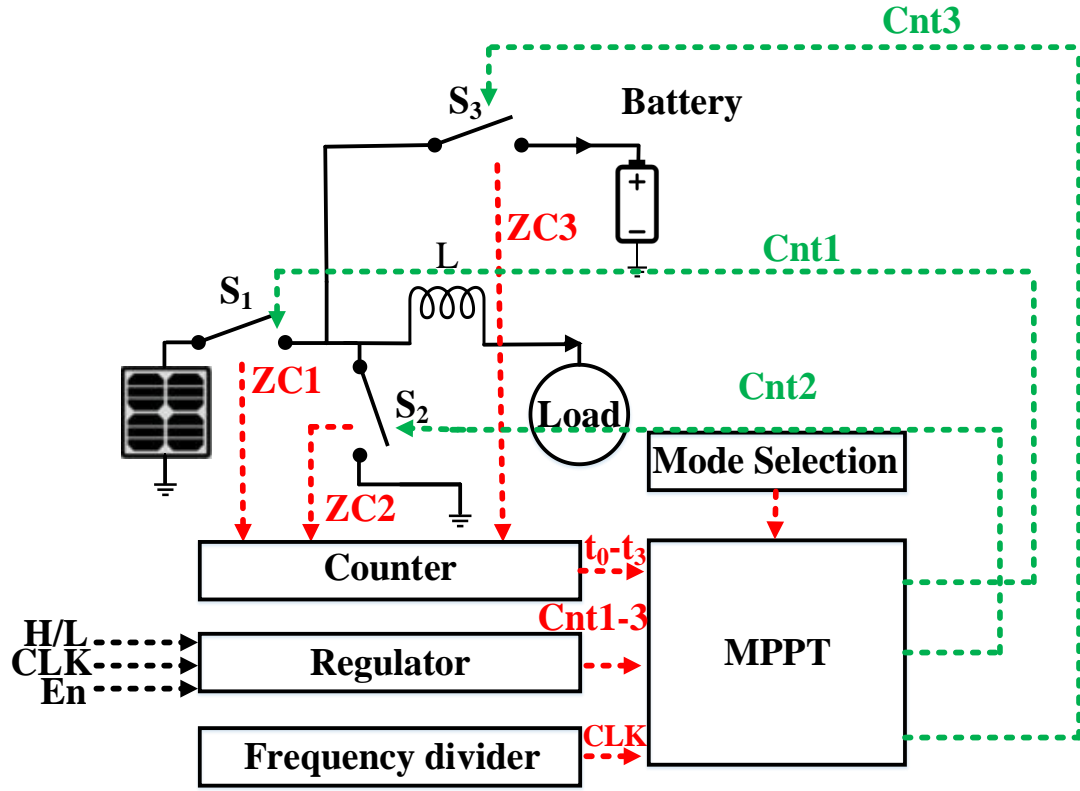 Cnt3
S₃
Battery
+
−
ZC3
Cnt1
L
S₁
ZC1
Cnt2
S₂
Load
Mode Selection
ZC2
t₀-t₃
Counter
Cnt1-3
H/L
CLK
En
Regulator
MPPT
CLK
Frequency divider